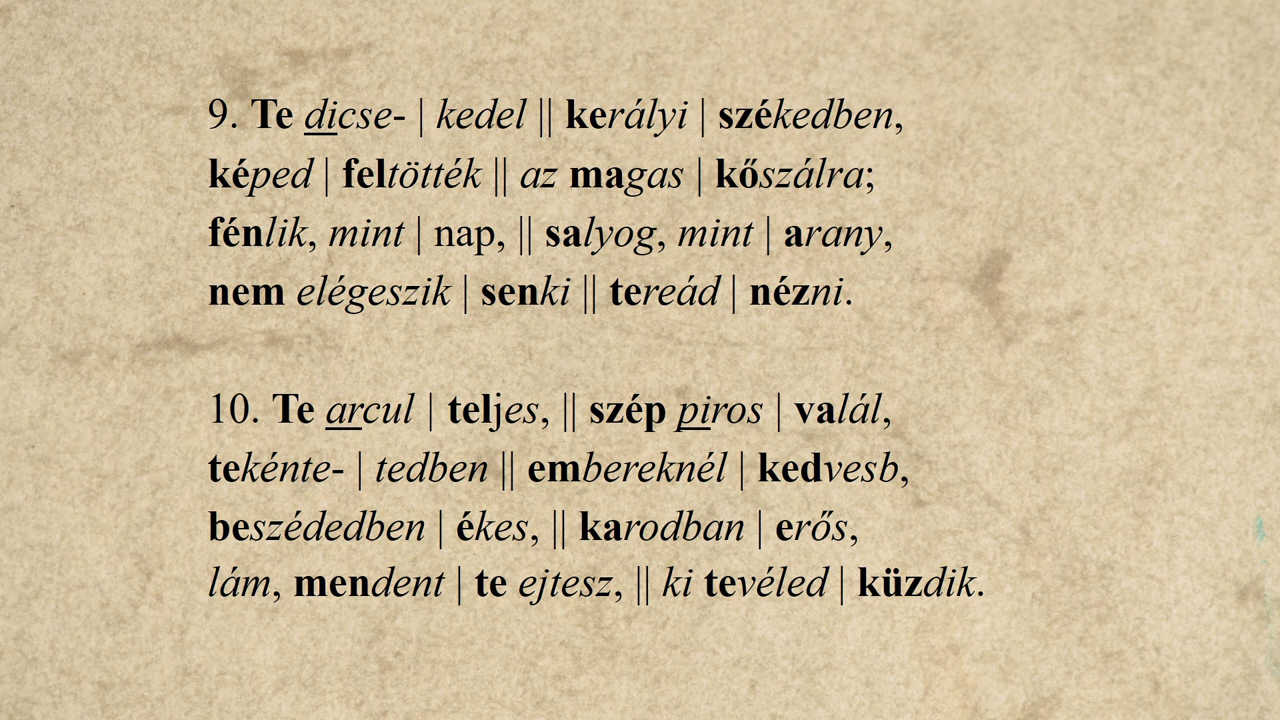 9. Te dicse- | kedel || kerályi | székedben,
képed | feltötték || az magas | kőszálra;
fénlik, mint | nap, || salyog, mint | arany,
nem elégeszik | senki || tereád | nézni.
10. Te arcul | teljes, || szép piros | valál,
tekénte- | tedben || embereknél | kedvesb,
beszédedben | ékes, || karodban | erős,
lám, mendent | te ejtesz, || ki tevéled | küzdik.